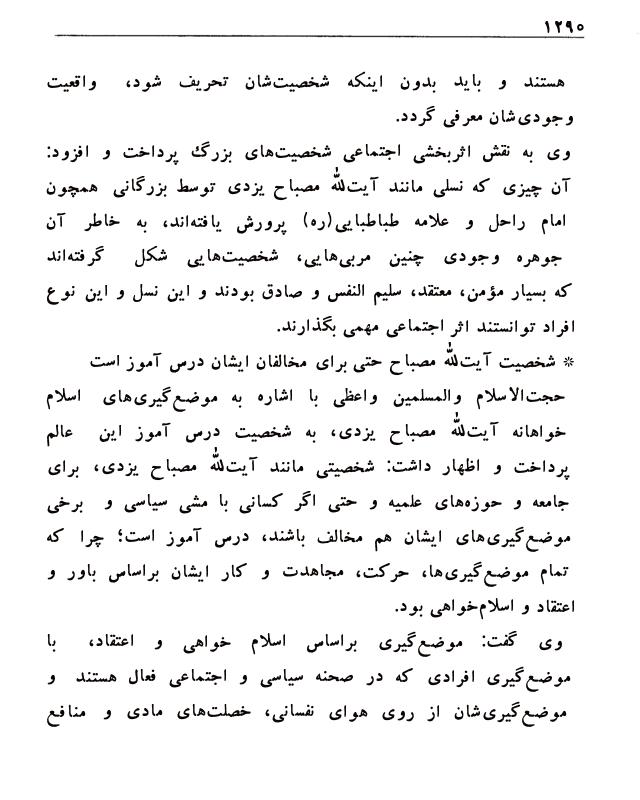 ۱۲۹۵
هستند و باید بدون اینکه شخصیت‌شان تحریف شود، واقعیت
وجودی‌شان معرفی گردد.
وی به نقش اثربخشی اجتماعی شخصیت‌های بزرگ پرداخت و افزود:
آن چیزی که نسلی مانند آیت‌الله مصباح یزدی توسط بزرگانی همچون
امام راحل و علامه طباطبایی(ره) پرورش یافته‌اند، به خاطر آن
جوهره وجودی چنین مربی‌هایی، شخصیت‌هایی شکل گرفته‌اند
که بسیار مؤمن، معتقد، سلیم النفس و صادق بودند و این نسل و این نوع
افراد توانستند اثر اجتماعی مهمی بگذارند.
* شخصیت آیت‌الله مصباح حتی برای مخالفان ایشان درس آموز است
حجت‌الاسلام والمسلمین واعظی با اشاره به موضع‌گیری‌های اسلام
خواهانه آیت‌الله مصباح یزدی، به شخصیت درس آموز این عالم
پرداخت و اظهار داشت: شخصیتی مانند آیت‌الله مصباح یزدی، برای
جامعه و حوزه‌های علمیه و حتی اگر کسانی با مشی سیاسی و برخی
موضع‌گیری‌های ایشان هم مخالف باشند، درس آموز است؛ چرا که
تمام موضع‌گیری‌ها، حرکت، مجاهدت و کار ایشان براساس باور و
اعتقاد و اسلام‌خواهی بود.
وی گفت: موضع‌گیری براساس اسلام خواهی و اعتقاد، با
موضع‌گیری افرادی که در صحنه سیاسی و اجتماعی فعال هستند و
موضع‌گیری‌شان از روی هوای نفسانی، خصلت‌های مادی و منافع